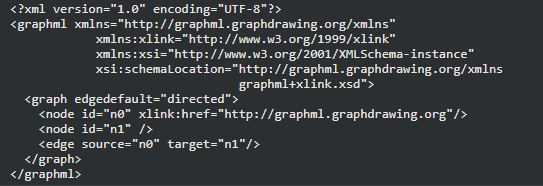 <?xml version="1.0" encoding="UTF-8"?>
<graphml xmlns="http://graphml.graphdrawing.org/xmlns"
         xmlns:xlink="http://www.w3.org/1999/xlink"
         xmlns:xsi="http://www.w3.org/2001/XMLSchema-instance"
         xsi:schemaLocation="http://graphml.graphdrawing.org/xmlns
                             graphml+xlink.xsd">
  <graph edgedefault="directed">
    <node id="n0" xlink:href="http://graphml.graphdrawing.org"/>
    <node id="n1" />
    <edge source="n0" target="n1"/>
  </graph>
</graphml>